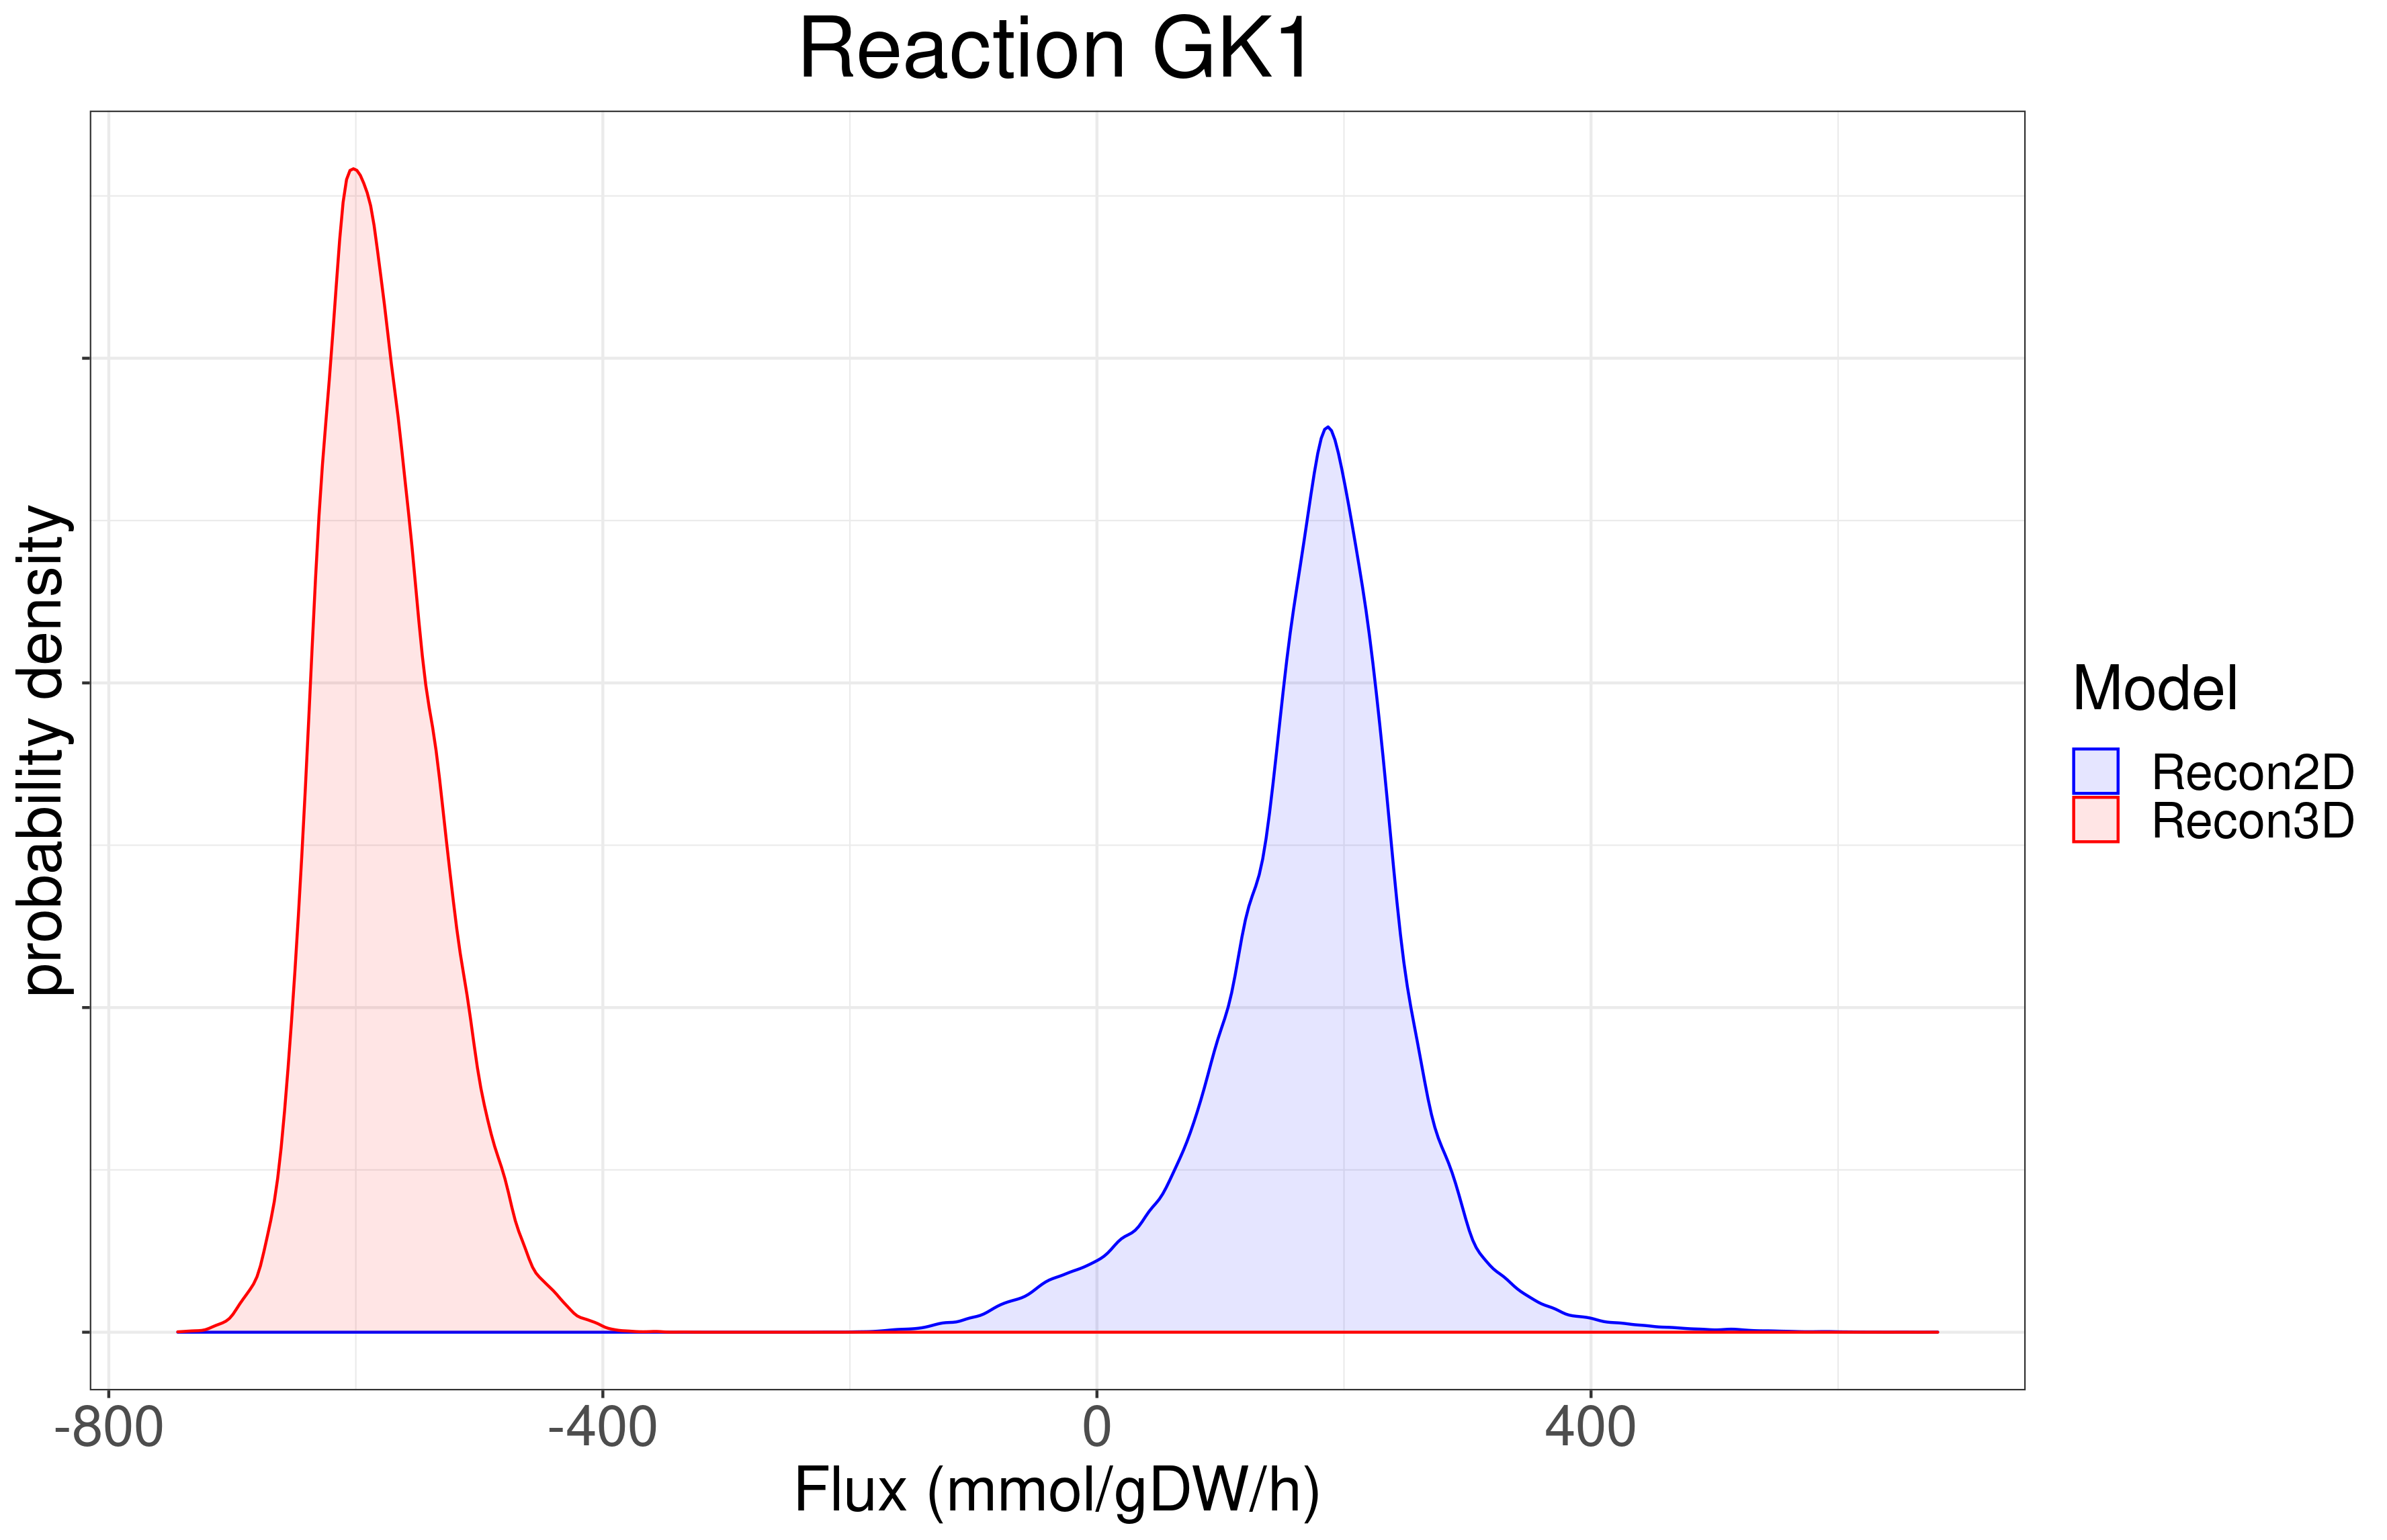 Reaction GK1
probability density
-800
-400
0
400
Flux (mmol/gDW/h)
Model
Recon2D
Recon3D